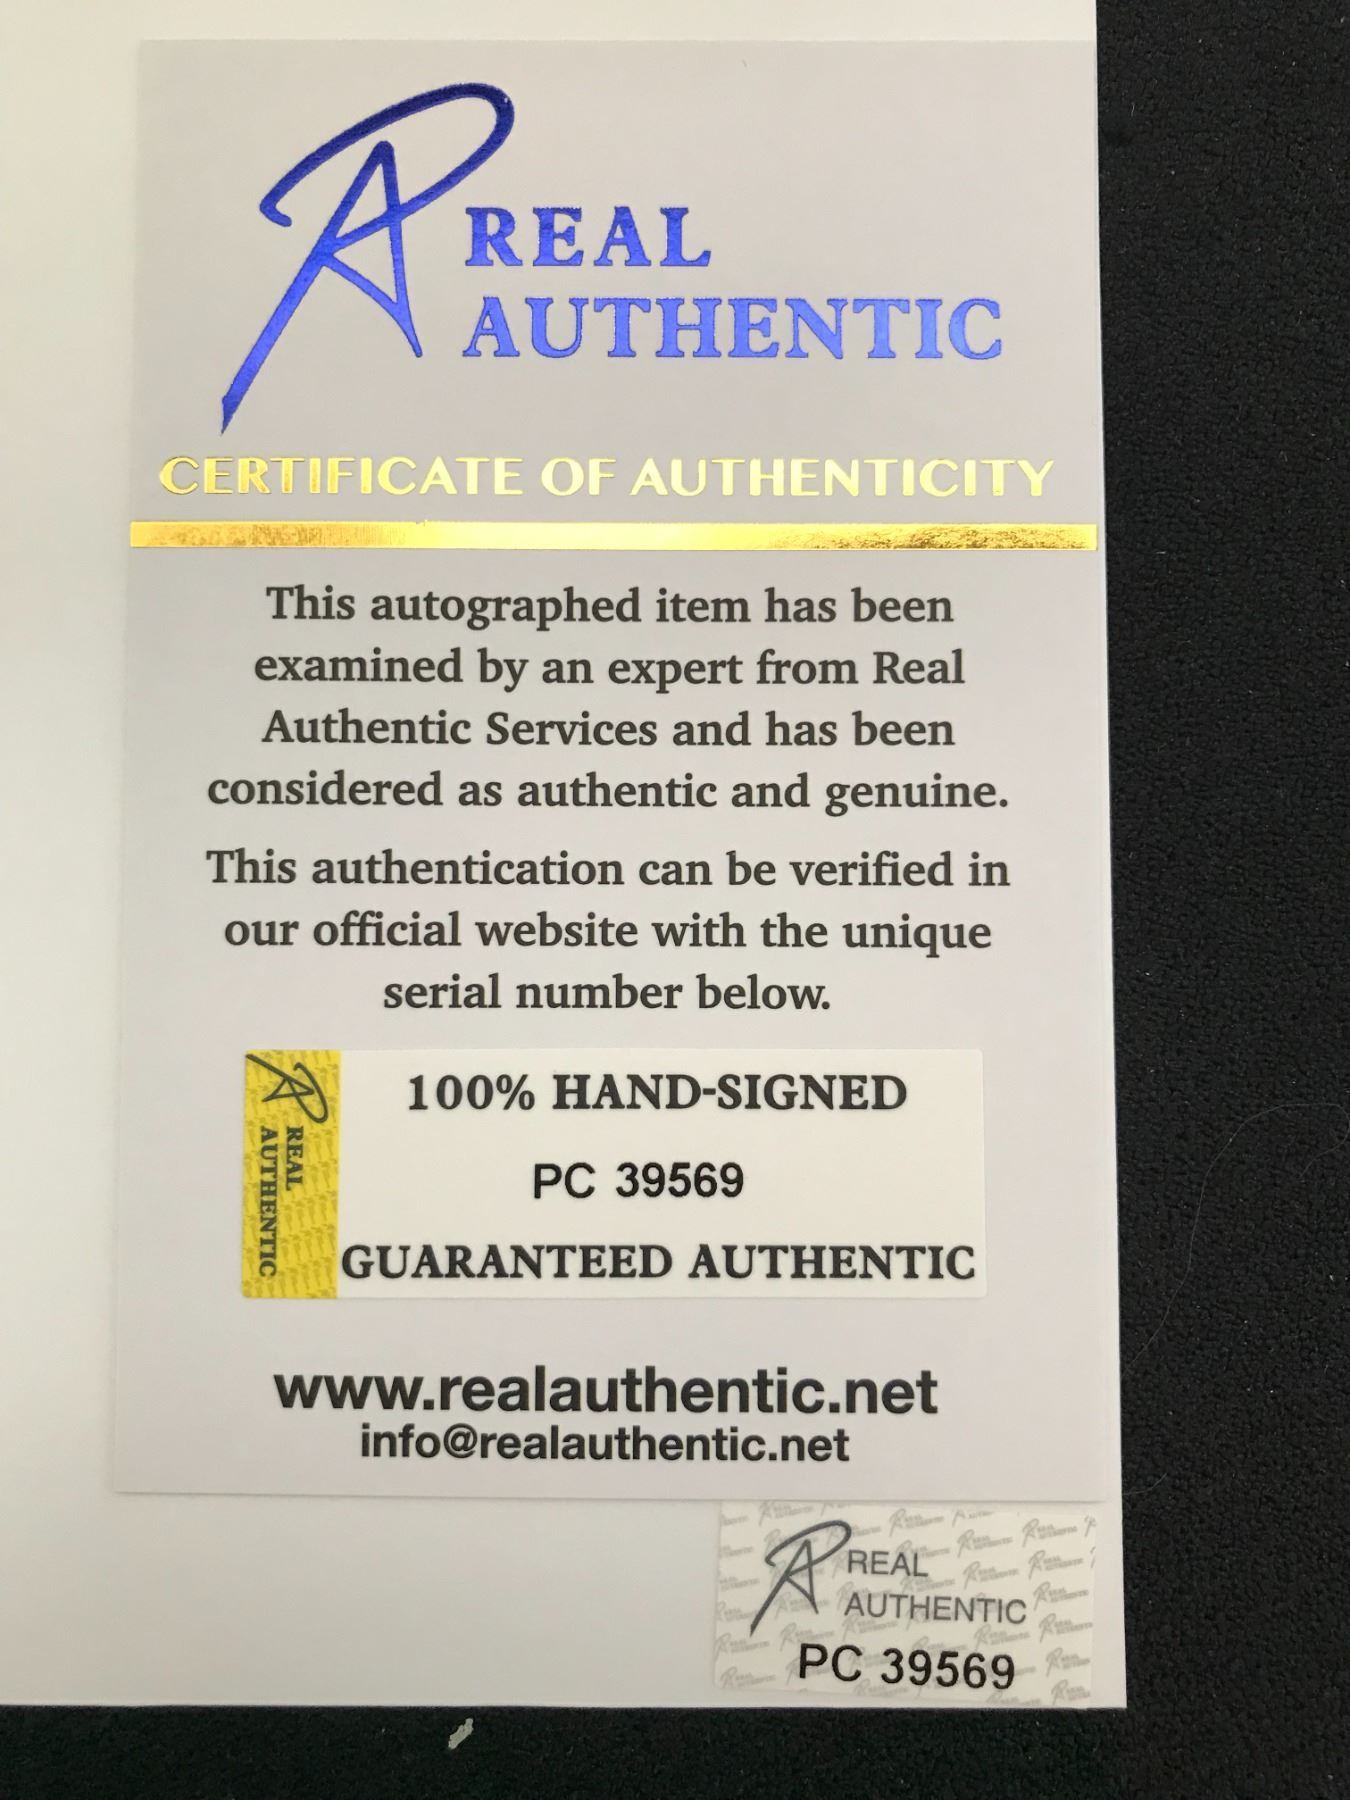 REAL
AUTHENTIC
CERTIFICATE OF AUTHENTICITY
This autographed item has been
examined by an expert from Real
Authentic Services and has been
considered as authentic and genuine.
This authentication can be verified in
our official website with the unique
serial number below.
REAL
AUTHENTIC
100% HAND-SIGNED
PC 39569
GUARANTEED AUTHENTIC
www.realauthentic.net
info@realauthentic.net
REAL
AUTHENTIC
PC 39569